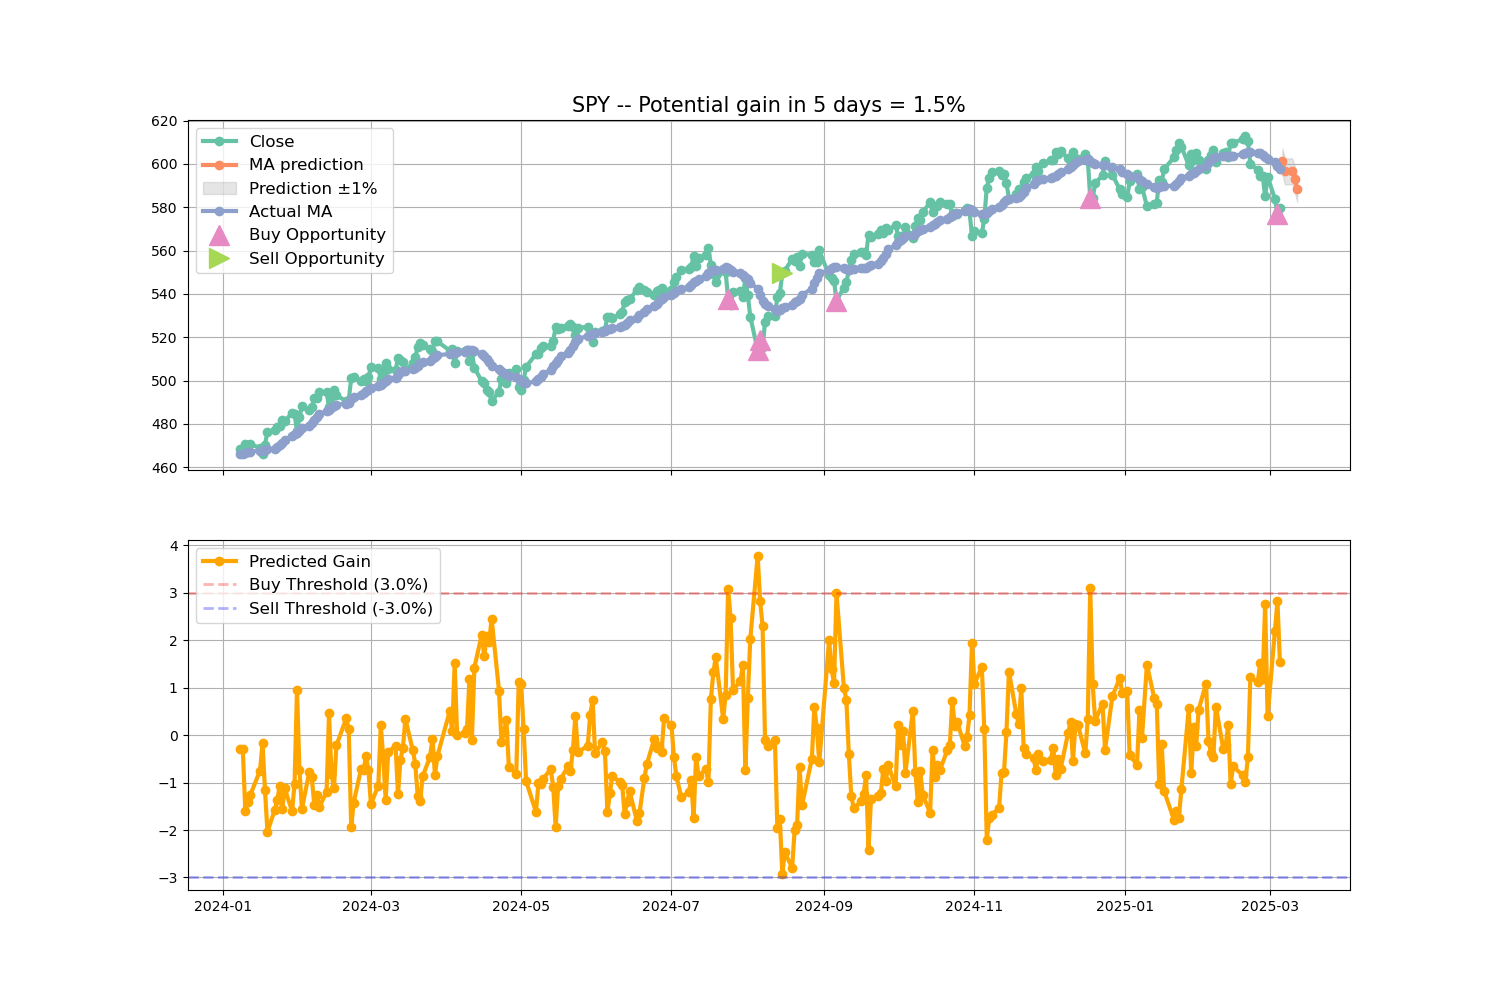 SPY -- Potential gain in 5 days = 1.5%
620
600
580
560
540
520
500
480
460
Close
MA prediction
Prediction ±1%
Actual MA
Buy Opportunity
Sell Opportunity
4
3
2
1
0
−1
−2
−3
Predicted Gain
Buy Threshold (3.0%)
Sell Threshold (-3.0%)
2024-01 2024-03 2024-05 2024-07 2024-09 2024-11 2025-01 2025-03